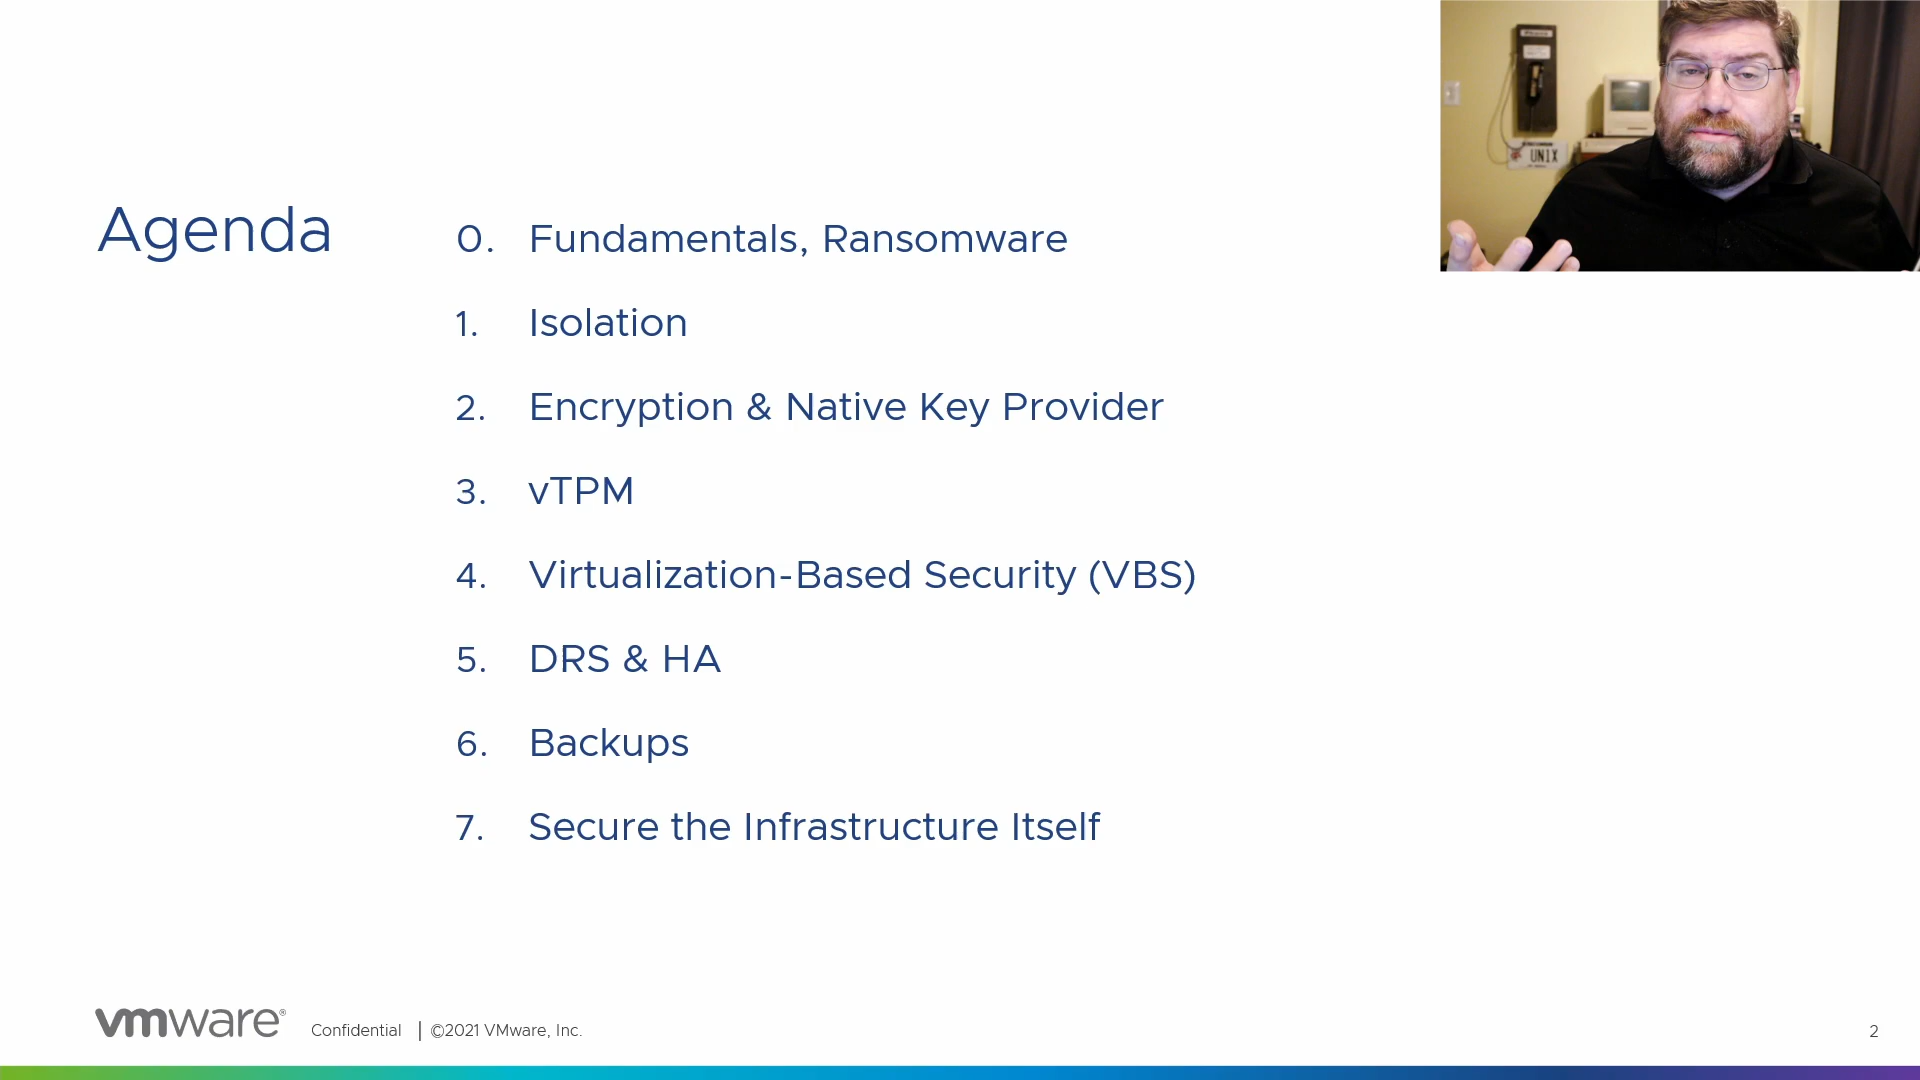 Agenda
0. Fundamentals, Ransomware
1. Isolation
2. Encryption & Native Key Provider
3. vTPM
4. Virtualization-Based Security (VBS)
5. DRS & HA
6. Backups
7. Secure the Infrastructure Itself
UNIX
vmware® Confidential | ©2021 VMware, Inc.
2